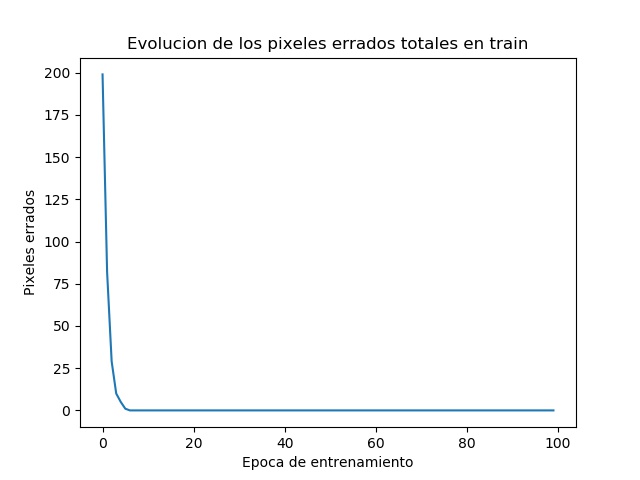 Evolucion de los pixeles errados totales en train
200
175
150
125
100
75
50
25
0
Pixeles errados
0 20 40 60 80 100
Epoca de entrenamiento